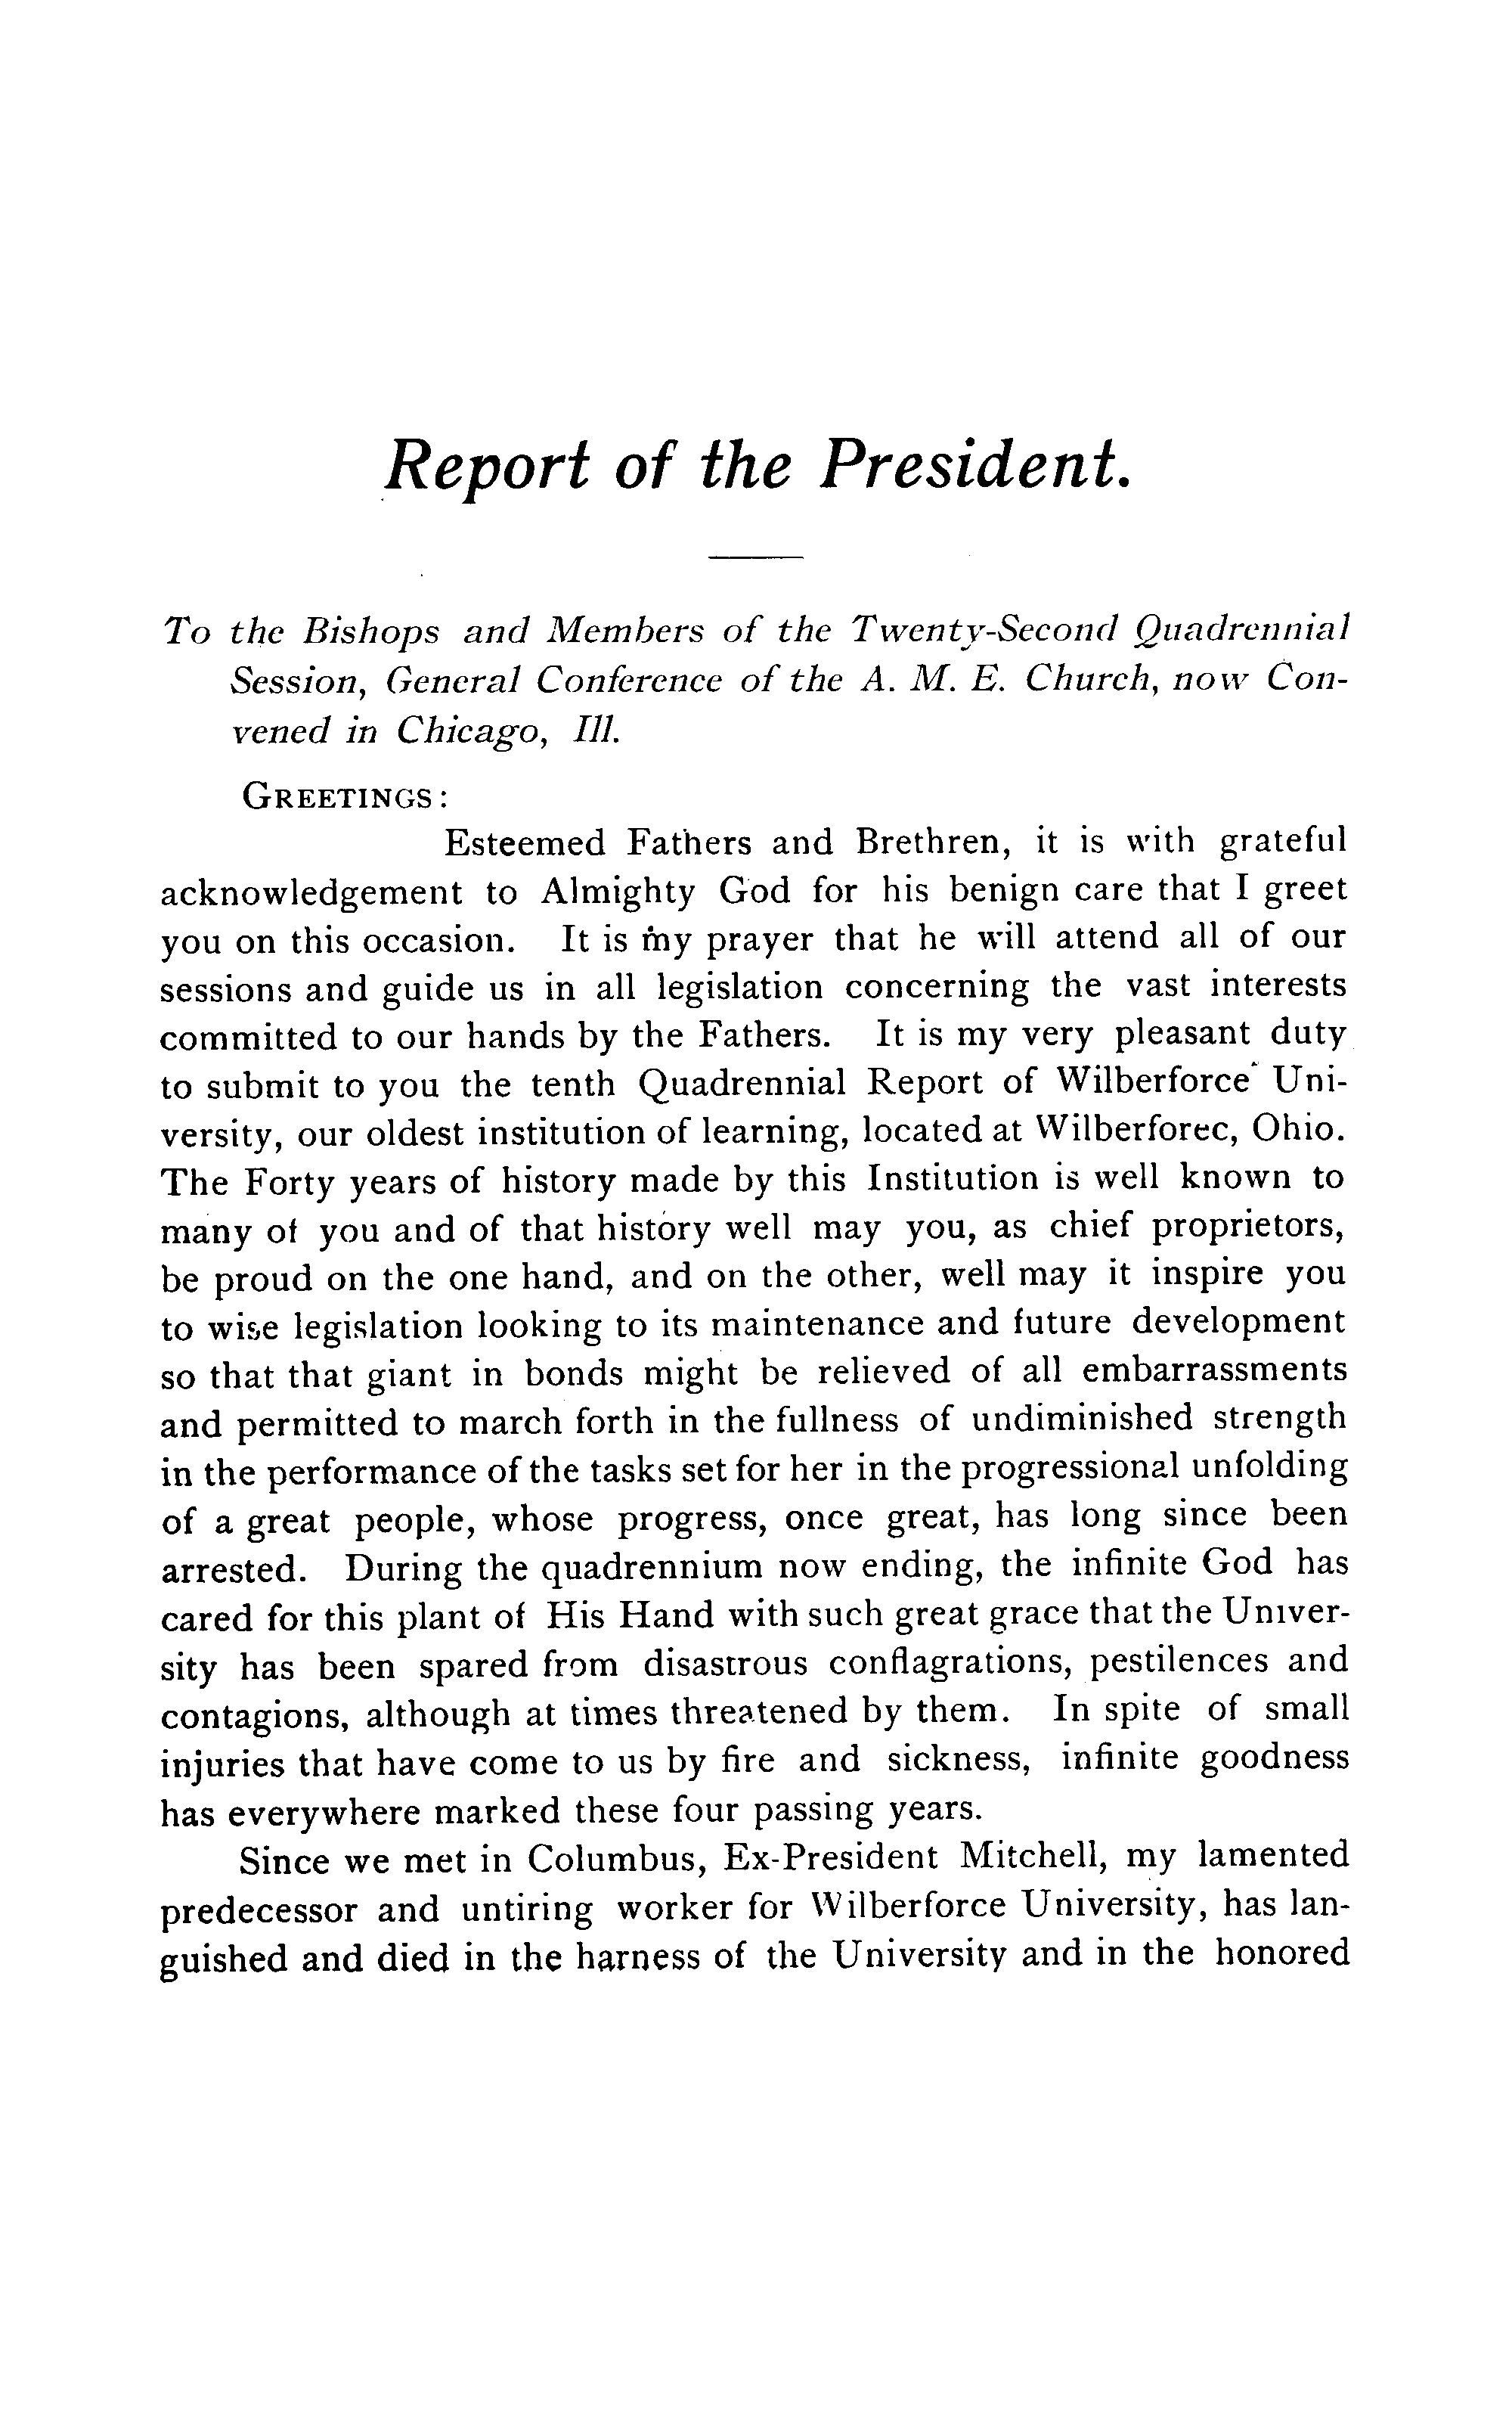 Report of the President.
To the Bishops and Members of the Twenty-Second Quadrennial
Session, General Conference of the A. M. E. Church, now Con-
vened in Chicago, Ill.
GREETINGS:
Esteemed Fathers and Brethren, it is with grateful
acknowledgement to Almighty God for his benign care that I greet
you on this occasion. It is my prayer that he will attend all of our
sessions and guide us in all legislation concerning the vast interests
committed to our hands by the Fathers. It is my very pleasant duty
to submit to you the tenth Quadrennial Report of Wilberforce Uni-
versity, our oldest institution of learning, located at Wilberforec, Ohio.
The Forty years of history made by this Institution is well known to
many of you and of that history well may you, as chief proprietors,
be proud on the one hand, and on the other, well may it inspire you
to wise legislation looking to its maintenance and future development
so that that giant in bonds might be relieved of all embarrassments
and permitted to march forth in the fullness of undiminished strength
in the performance of the tasks set for her in the progressional unfolding
of a great people, whose progress, once great, has long since been
arrested. During the quadrennium now ending, the infinite God has
cared for this plant of His Hand with such great grace that the Univer-
sity has been spared from disastrous conflagrations, pestilences and
contagions, although at times threatened by them. In spite of small
injuries that have come to us by fire and sickness, infinite goodness
has everywhere marked these four passing years.
Since we met in Columbus, Ex-President Mitchell, my lamented
predecessor and untiring worker for Wilberforce University, has lan-
guished and died in the harness of the University and in the honored